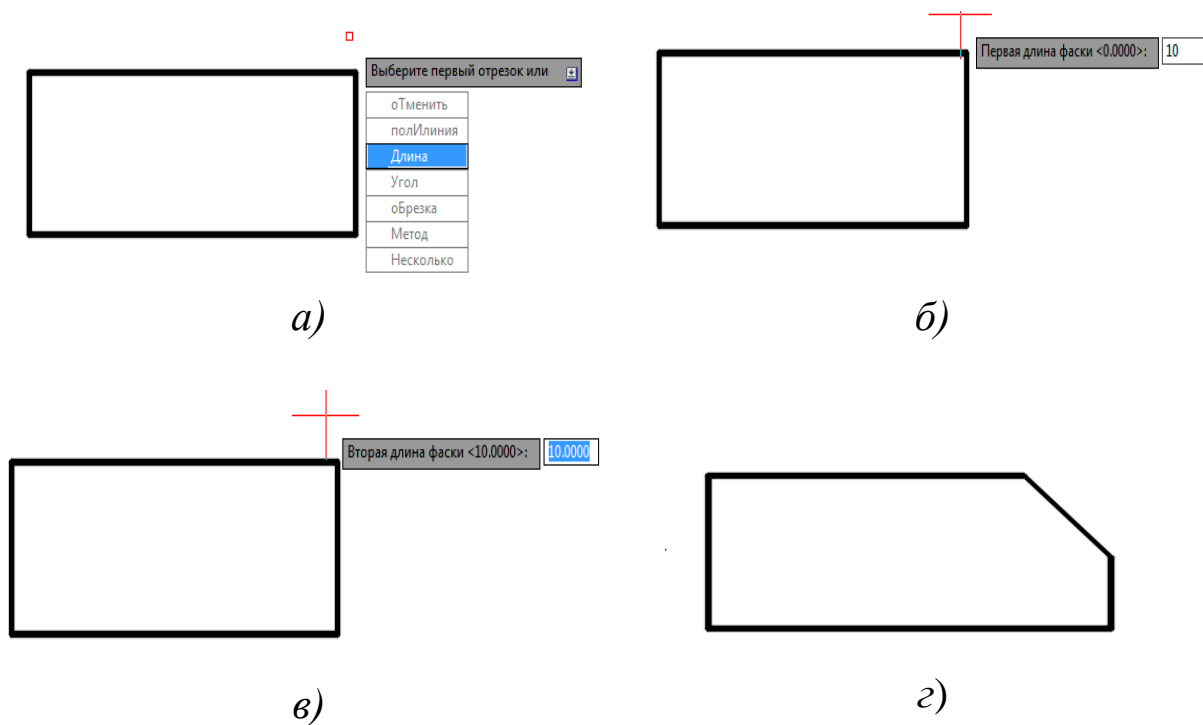 Выберите первый отрезок или
оТменить
полИлиния
Длина
Угол
оБрезка
Метод
Несколько
а)
Первая длина фаски <0.0000>: 10
б)
Вторая длина фаски <10.0000>: 10.0000
в)
г)